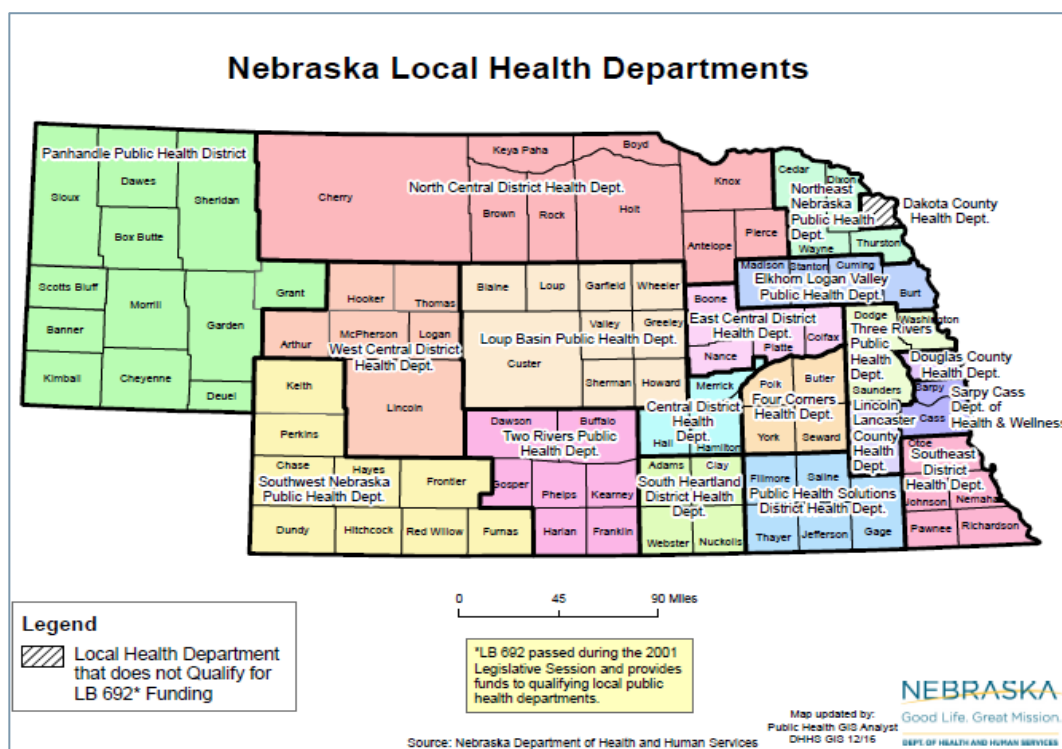 Nebraska Local Health Departments
Panhandle Public Health District
Sioux
Dawes
Sheridan
Box Butte
Scotts Bluff
Morrill
Banner
Garden
Kimball
Cheyenne
Deuel
Grant
North Central District Health Dept.
Cherry
Keya Paha
Boyd
Brown
Rock
Holt
Knox
Antelope
Pierce
Cedar
Dixon
Northeast
Nebraska
Public Health
Dept.
Wayne
Thurston
Dakota County
Health Dept.
Madison
Stanton
Cuming
Elkhorn Logan Valley
Public Health Dept.
Burt
Hooker
Thomas
Arthur
McPherson
Logan
West Central District
Health Dept.
Lincoln
Blaine
Loup
Garfield
Wheeler
Valley
Greeley
Loup Basin Public Health Dept.
Custer
Sherman
Howard
Boone
East Central District
Health Dept.
Platte
Colfax
Nance
Dodge
Washington
Three Rivers
Public
Health
Dept.
Saunders
Douglas County
Health Dept.
Sarpy
Sarpy Cass
Dept. of
Health & Wellness
Cass
Keith
Perkins
Chase
Hayes
Southwest Nebraska
Public Health Dept.
Frontier
Dundy
Hitchcock
Red Willow
Furnas
Dawson
Buffalo
Two Rivers Public
Health Dept.
Gosper
Phelps
Kearney
Harlan
Franklin
Merrick
Central District
Health
Dept.
Hall
Hamilton
Polk
Butler
Four Corners
Health Dept.
York
Seward
Lincoln
Lancaster
County
Health Dept.
Adams
Clay
South Heartland
District Health
Dept.
Webster
Nuckolls
Fillmore
Saline
Public Health Solutions
District Health Dept.
Thayer
Jefferson
Gage
Otoe
Southeast
District
Health Dept.
Johnson
Nemaha
Pawnee
Richardson
0 45 90 Miles
Legend
Local Health Department
that does not Qualify for
LB 692* Funding
*LB 692 passed during the 2001
Legislative Session and provides
funds to qualifying local public
health departments.
Source: Nebraska Department of Health and Human Services
Map updated by:
Public Health GIS Analyst
DHHS GIS 12/16
NEBRASKA
Good Life. Great Mission.
DEPT. OF HEALTH AND HUMAN SERVICES